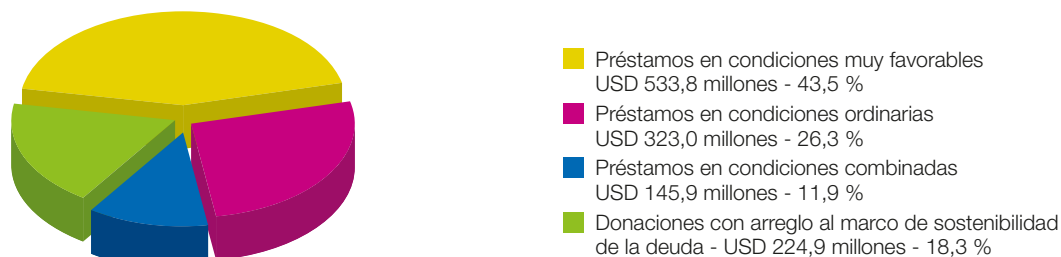 Préstamos en condiciones muy favorables
USD 533,8 millones - 43,5 %
Préstamos en condiciones ordinarias
USD 323,0 millones - 26,3 %
Préstamos en condiciones combinadas
USD 145,9 millones - 11,9 %
Donaciones con arreglo al marco de sostenibilidad
de la deuda - USD 224,9 millones - 18,3 %